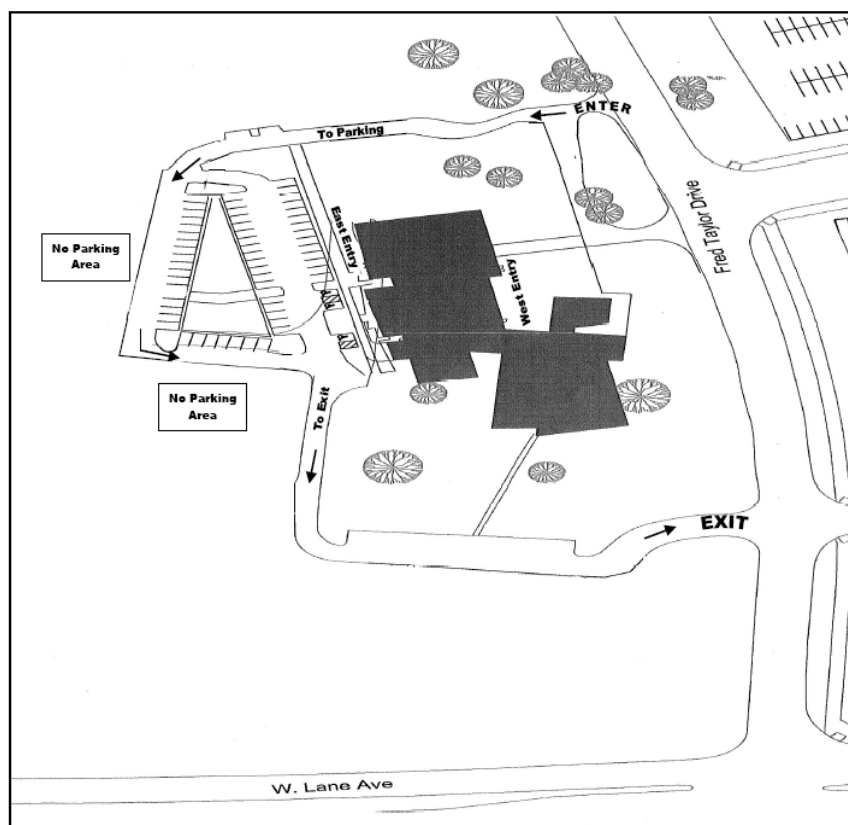 ENTER
To Parking
Fred Taylor Drive
East Entry
No Parking
Area
West Entry
No Parking
Area
To Exit
EXIT
W. Lane Ave